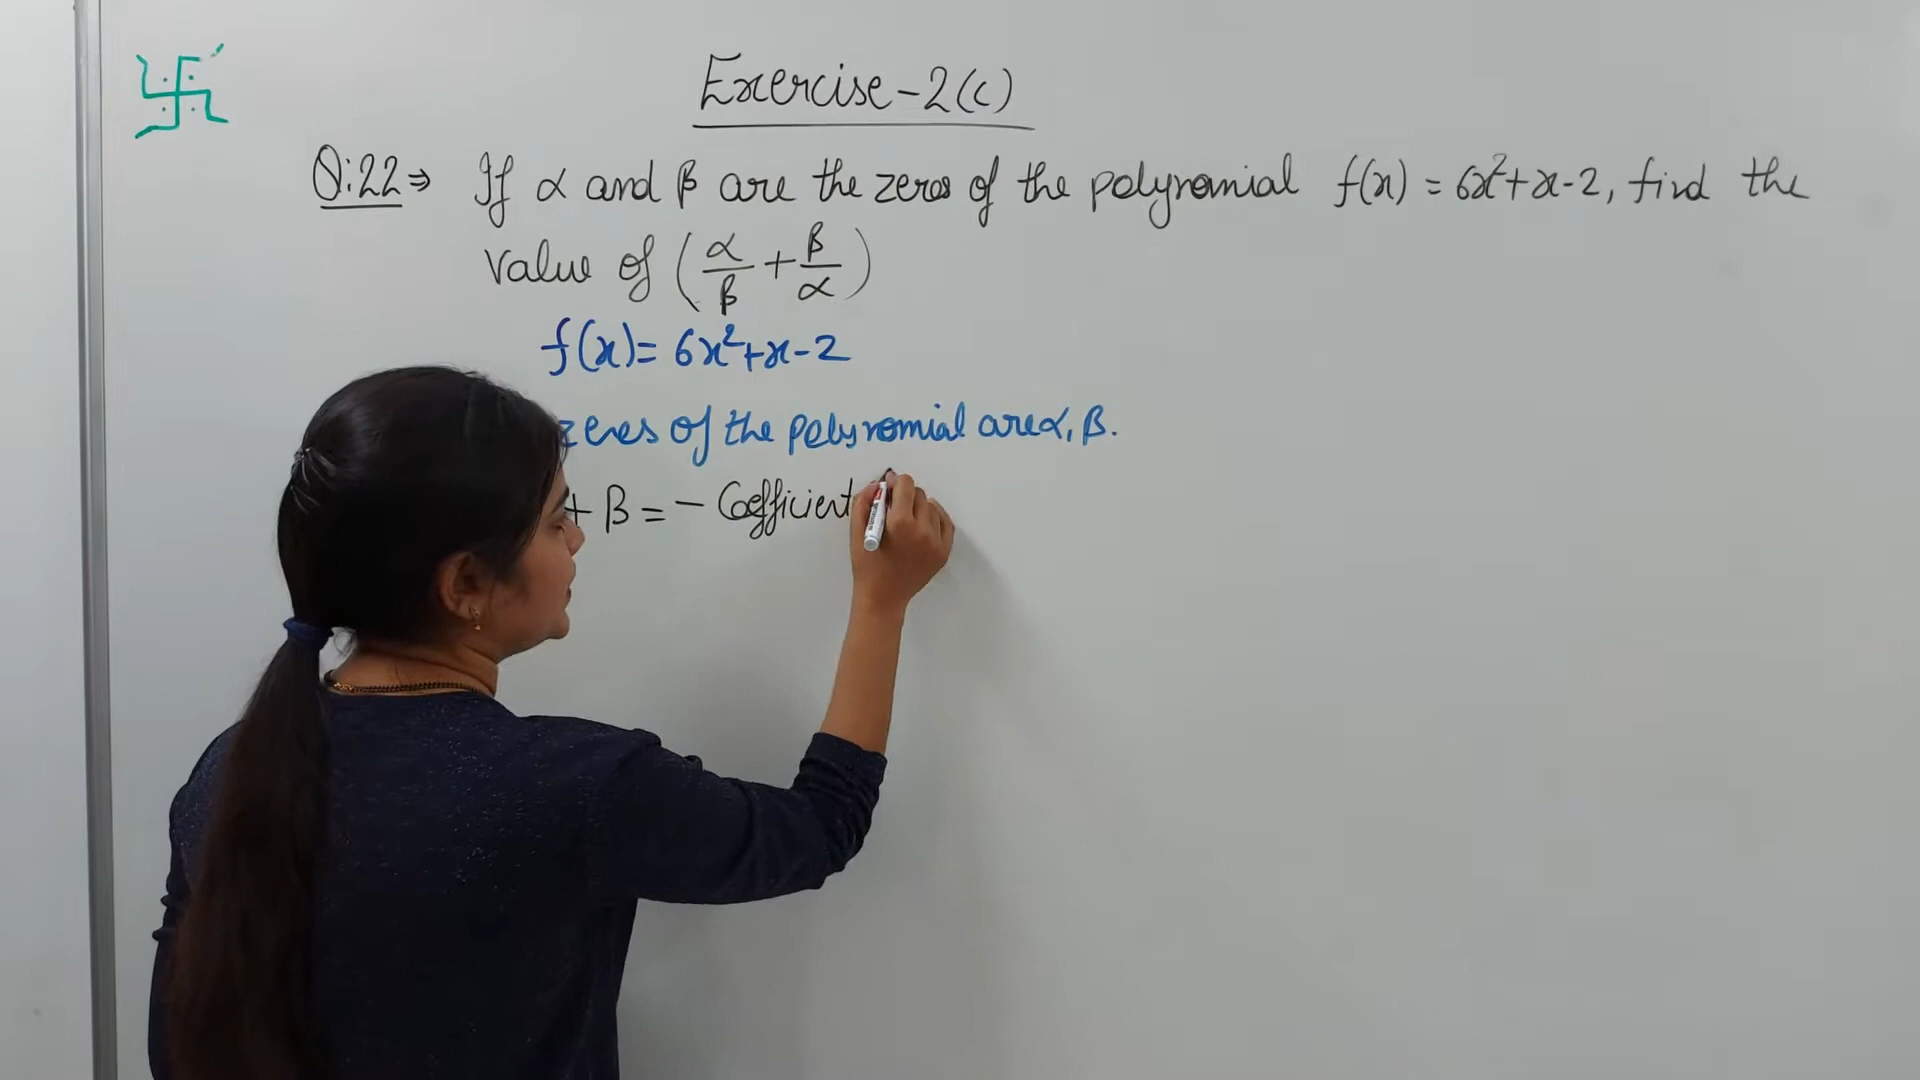 Exercise-2(c)
Q:22⇒ If α and β are the zeros of the polynomial f(x) = 6x²+x-2, find the
value of (α/β + β/α)
f(x)= 6x²+x-2
zeros of the polynomial are α, β.
+ β = - Coefficient